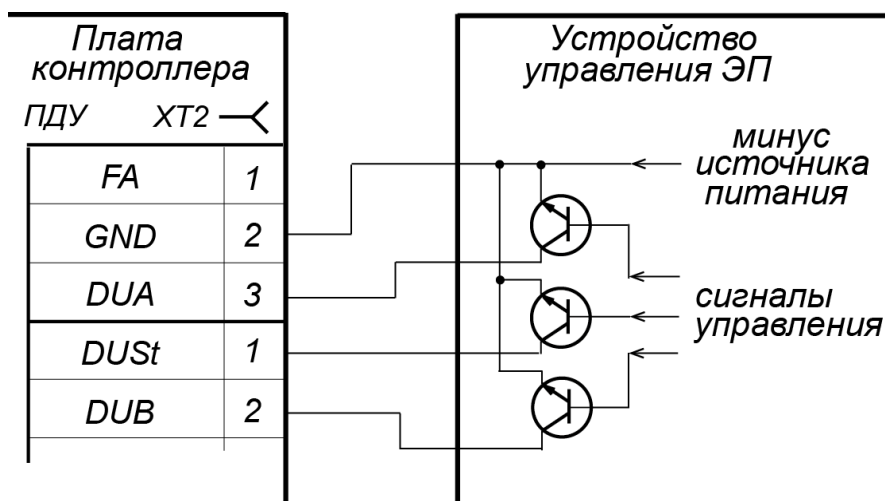 Плата
контроллера
ПДУ XT2
FA 1
GND 2
DUA 3
DUSt 1
DUB 2
Устройство
управления ЭП
минус
источника
питания
сигналы
управления